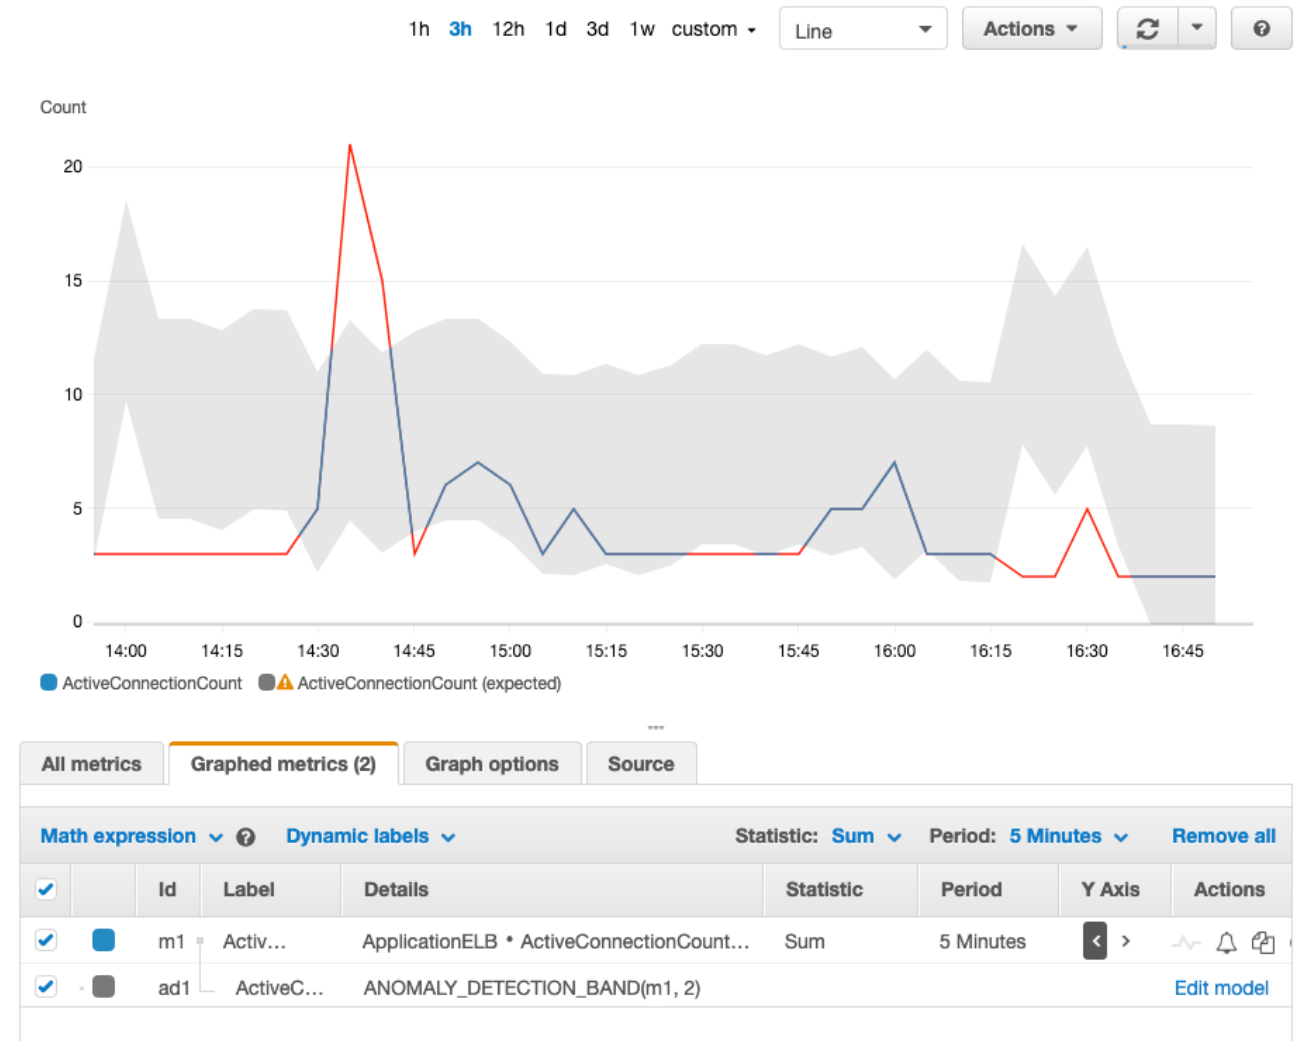 1h 3h 12h 1d 3d 1w custom Line Actions
Count
20
15
10
5
0
14:00 14:15 14:30 14:45 15:00 15:15 15:30 15:45 16:00 16:15 16:30 16:45
ActiveConnectionCount ActiveConnectionCount (expected)
All metrics Graphed metrics (2) Graph options Source
Math expression Dynamic labels Statistic: Sum Period: 5 Minutes Remove all
Id Label Details Statistic Period Y Axis Actions
m1 Activ... ApplicationELB • ActiveConnectionCount... Sum 5 Minutes < >
ad1 ActiveC... ANOMALY_DETECTION_BAND(m1, 2) Edit model